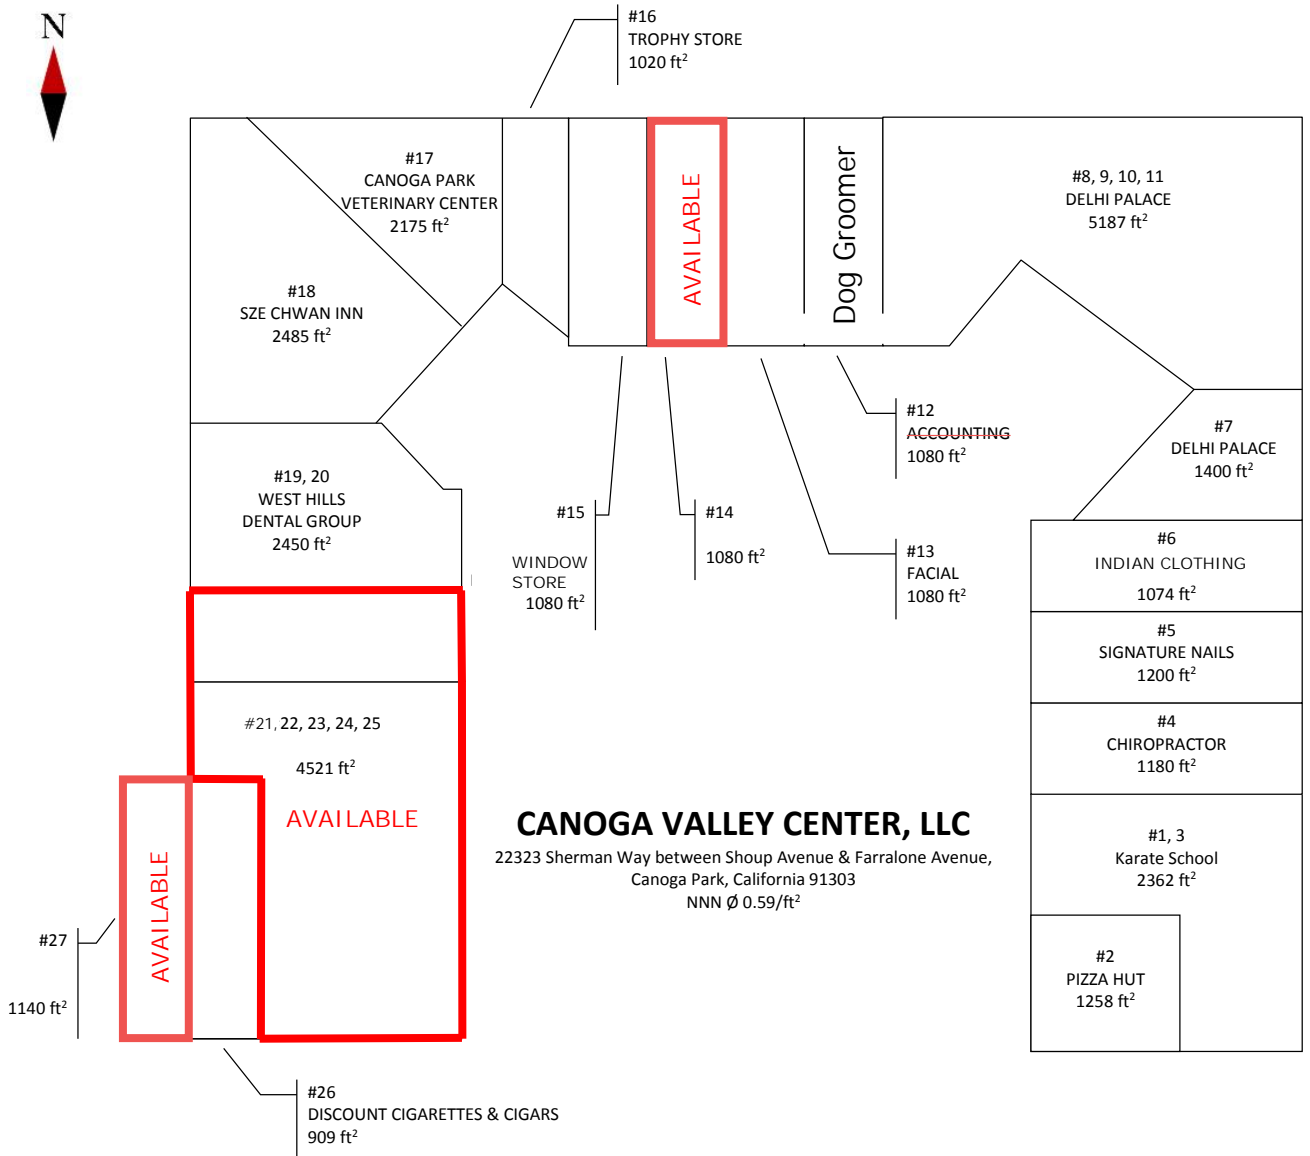 N
#16
TROPHY STORE
1020 ft²
#17
CANOGA PARK
VETERINARY CENTER
2175 ft²
AVAILABLE
Dog Groomer
#8, 9, 10, 11
DELHI PALACE
5187 ft²
#18
SZE CHWAN INN
2485 ft²
#12
ACCOUNTING
1080 ft²
#7
DELHI PALACE
1400 ft²
#19, 20
WEST HILLS
DENTAL GROUP
2450 ft²
#15
WINDOW
STORE
1080 ft²
#14
1080 ft²
#13
FACIAL
1080 ft²
#6
INDIAN CLOTHING
1074 ft²
#5
SIGNATURE NAILS
1200 ft²
#21, 22, 23, 24, 25
4521 ft²
AVAILABLE
#4
CHIROPRACTOR
1180 ft²
CANOGA VALLEY CENTER, LLC
22323 Sherman Way between Shoup Avenue & Farralone Avenue,
Canoga Park, California 91303
NNN Ø 0.59/ft²
#1, 3
Karate School
2362 ft²
AVAILABLE
#27
1140 ft²
#2
PIZZA HUT
1258 ft²
#26
DISCOUNT CIGARETTES & CIGARS
909 ft²